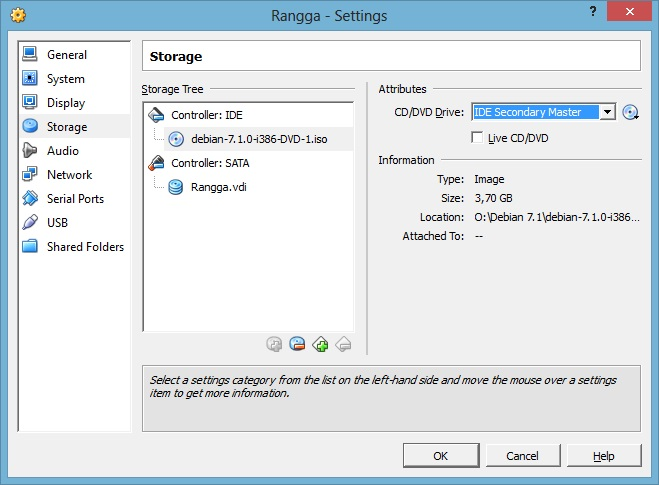 Rangga - Settings
?
General
System
Display
Storage
Audio
Network
Serial Ports
USB
Shared Folders
Storage
Storage Tree
Controller: IDE
debian-7.1.0-i386-DVD-1.iso
Controller: SATA
Rangga.vdi
Attributes
CD/DVD Drive: IDE Secondary Master
Live CD/DVD
Information
Type: Image
Size: 3,70 GB
Location: O:\Debian 7.1\debian-7.1.0-i386...
Attached To: --
Select a settings category from the list on the left-hand side and move the mouse over a settings
item to get more information.
OK Cancel Help